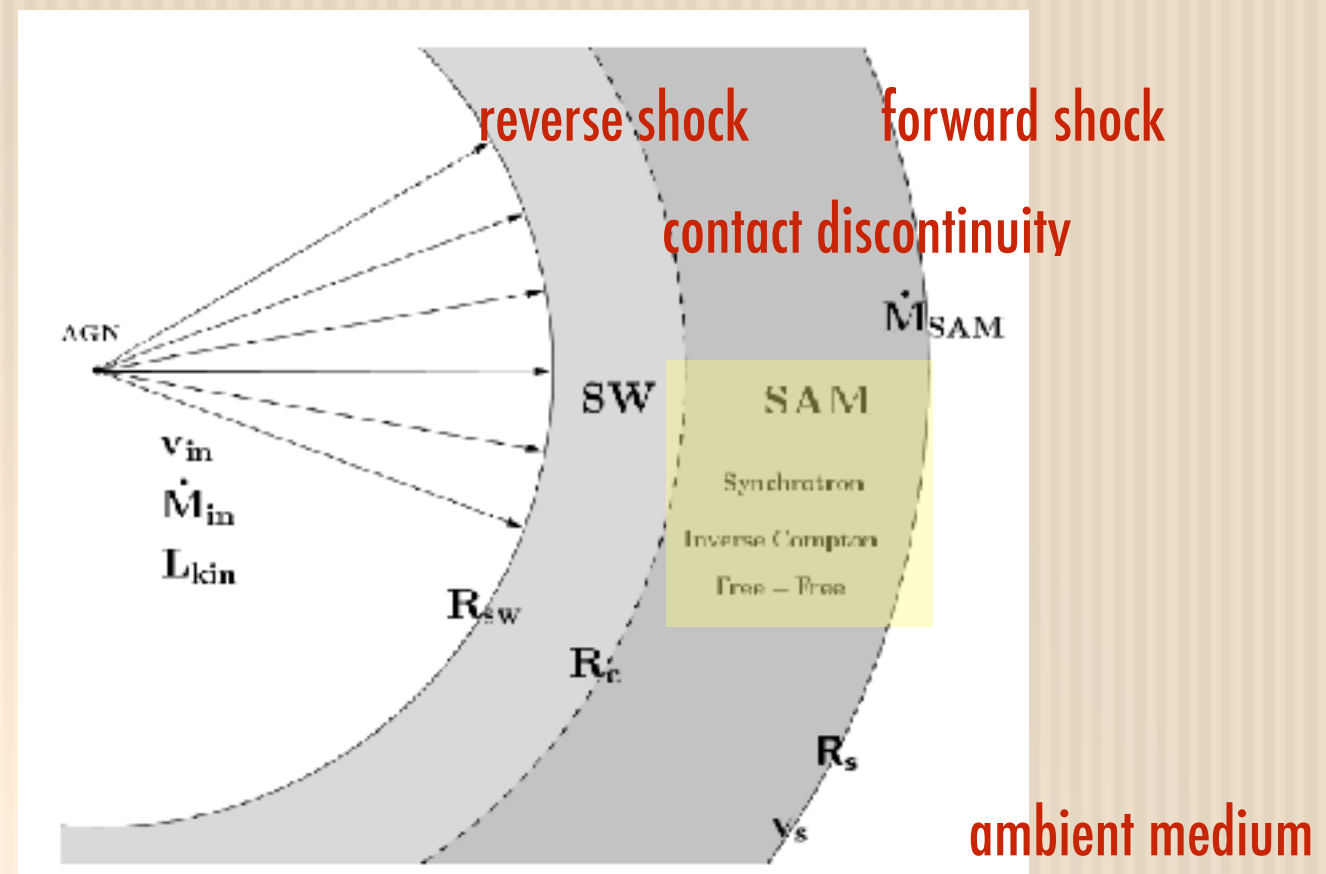 reverse shock
forward shock
contact discontinuity
Ṁ_SAM
AGN
SW
SAM
v_in
Synchrotron
Ṁ_in
Inverse Compton
L_kin
Free – Free
R_sw
R_c
R_s
v_s
ambient medium